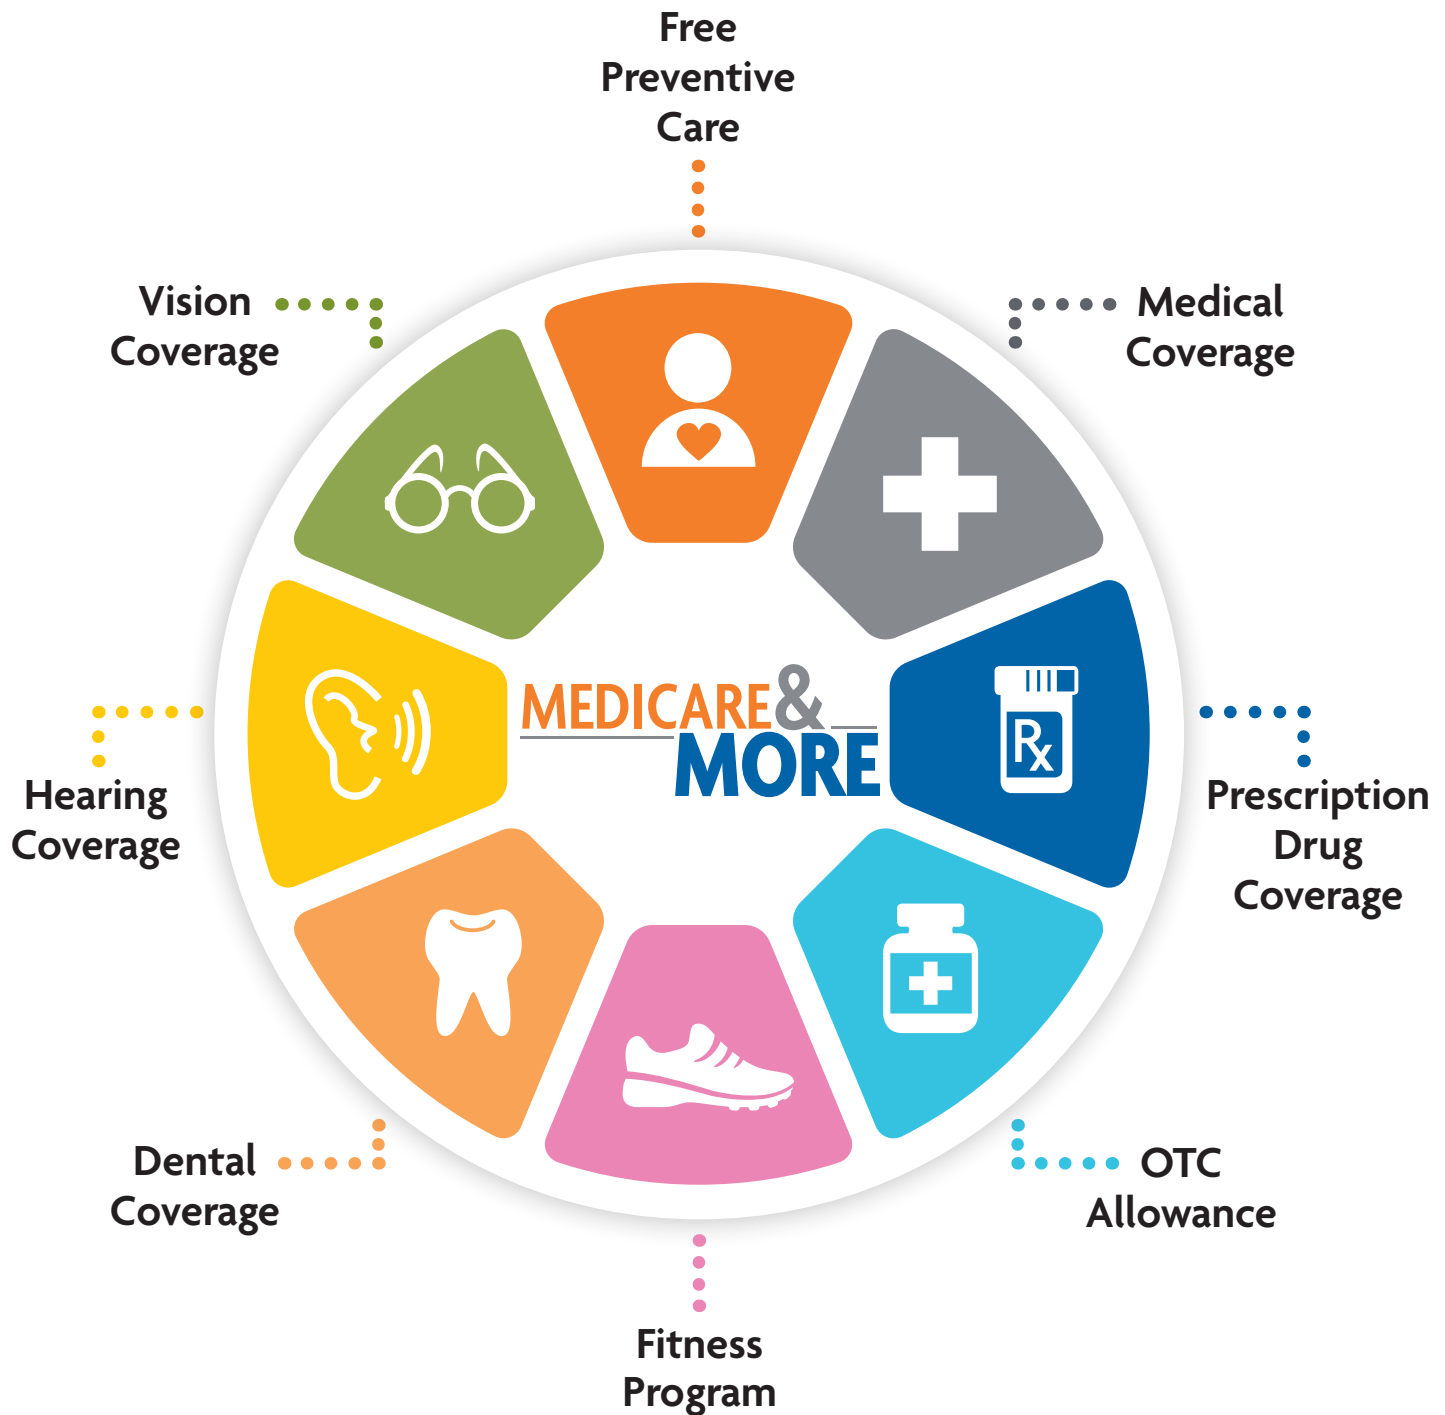 Free
Preventive
Care
Vision
Coverage
Medical
Coverage
MEDICARE&
MORE
Rx
Hearing
Coverage
Prescription
Drug
Coverage
Dental
Coverage
OTC
Allowance
Fitness
Program